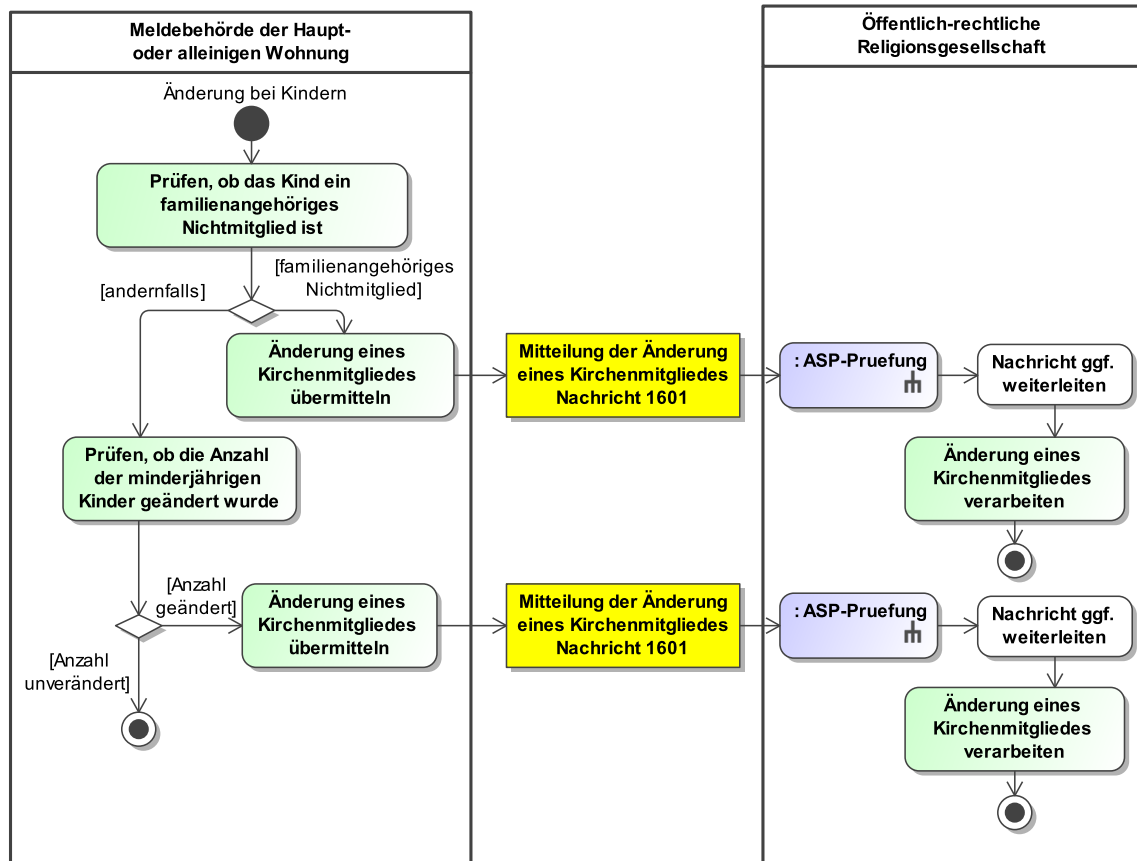 Meldebehörde der Haupt-
oder alleinigen Wohnung
Öffentlich-rechtliche
Religionsgesellschaft
Änderung bei Kindern
Prüfen, ob das Kind ein
familienangehöriges
Nichtmitglied ist
[familienangehöriges
Nichtmitglied]
[andernfalls]
Änderung eines
Kirchenmitgliedes
übermitteln
Mitteilung der Änderung
eines Kirchenmitgliedes
Nachricht 1601
: ASP-Pruefung
Nachricht ggf.
weiterleiten
Änderung eines
Kirchenmitgliedes
verarbeiten
Prüfen, ob die Anzahl
der minderjährigen
Kinder geändert wurde
[Anzahl
geändert]
Änderung eines
Kirchenmitgliedes
übermitteln
Mitteilung der Änderung
eines Kirchenmitgliedes
Nachricht 1601
: ASP-Pruefung
Nachricht ggf.
weiterleiten
[Anzahl
unverändert]
Änderung eines
Kirchenmitgliedes
verarbeiten